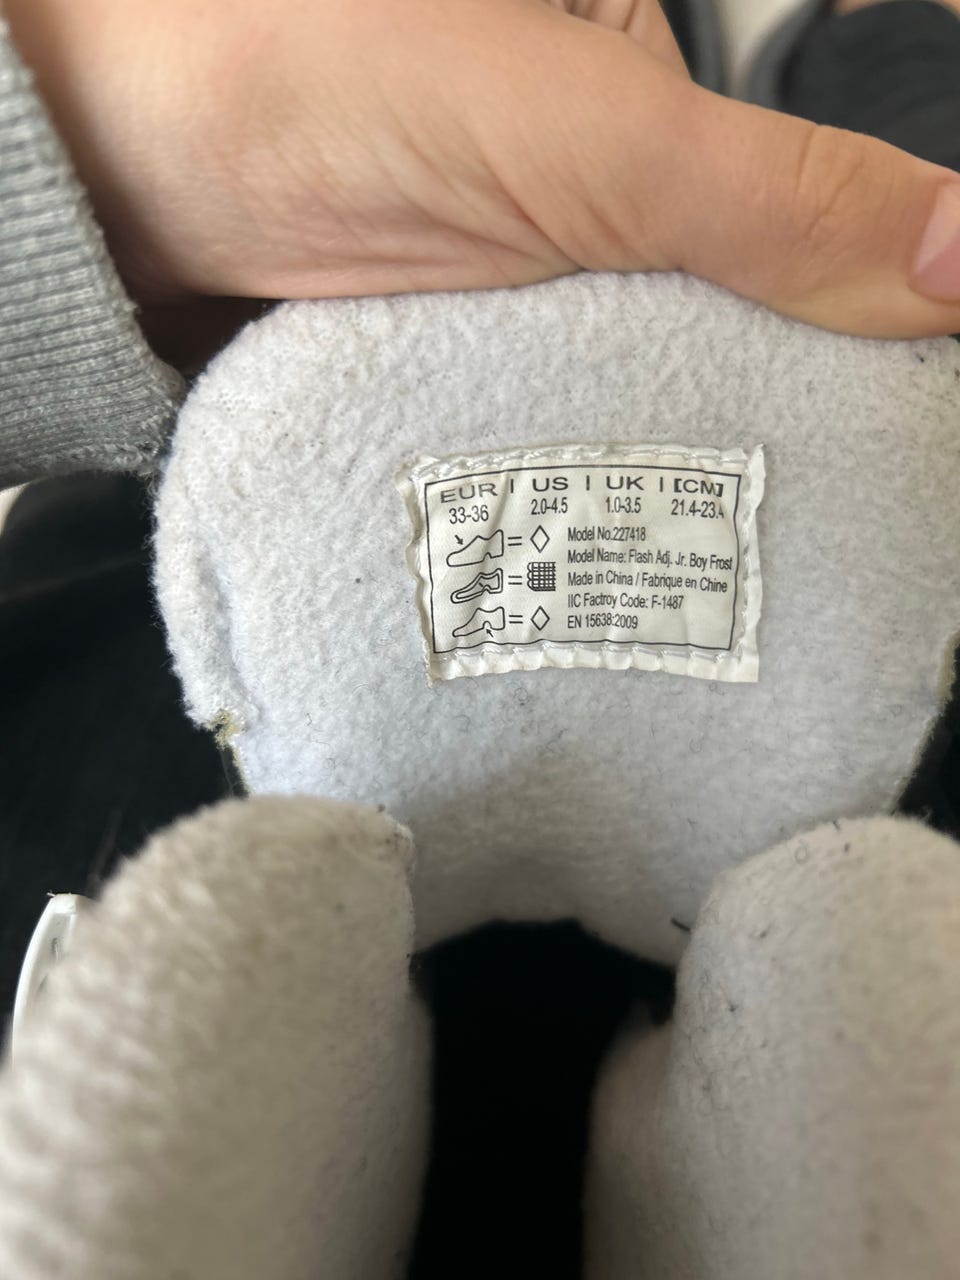 EUR | US | UK | [CM]
33-36 2.0-4.5 1.0-3.5 21.4-23.4
Model No.227418
Model Name: Flash Adj. Jr. Boy Frost
Made in China / Fabrique en Chine
IIC Factroy Code: F-1487
EN 15638:2009